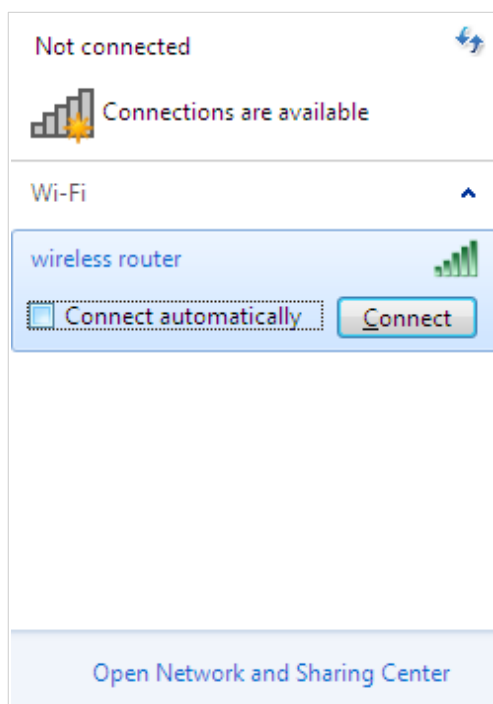 Not connected
Connections are available
Wi-Fi
wireless router
Connect automatically
Connect
Open Network and Sharing Center